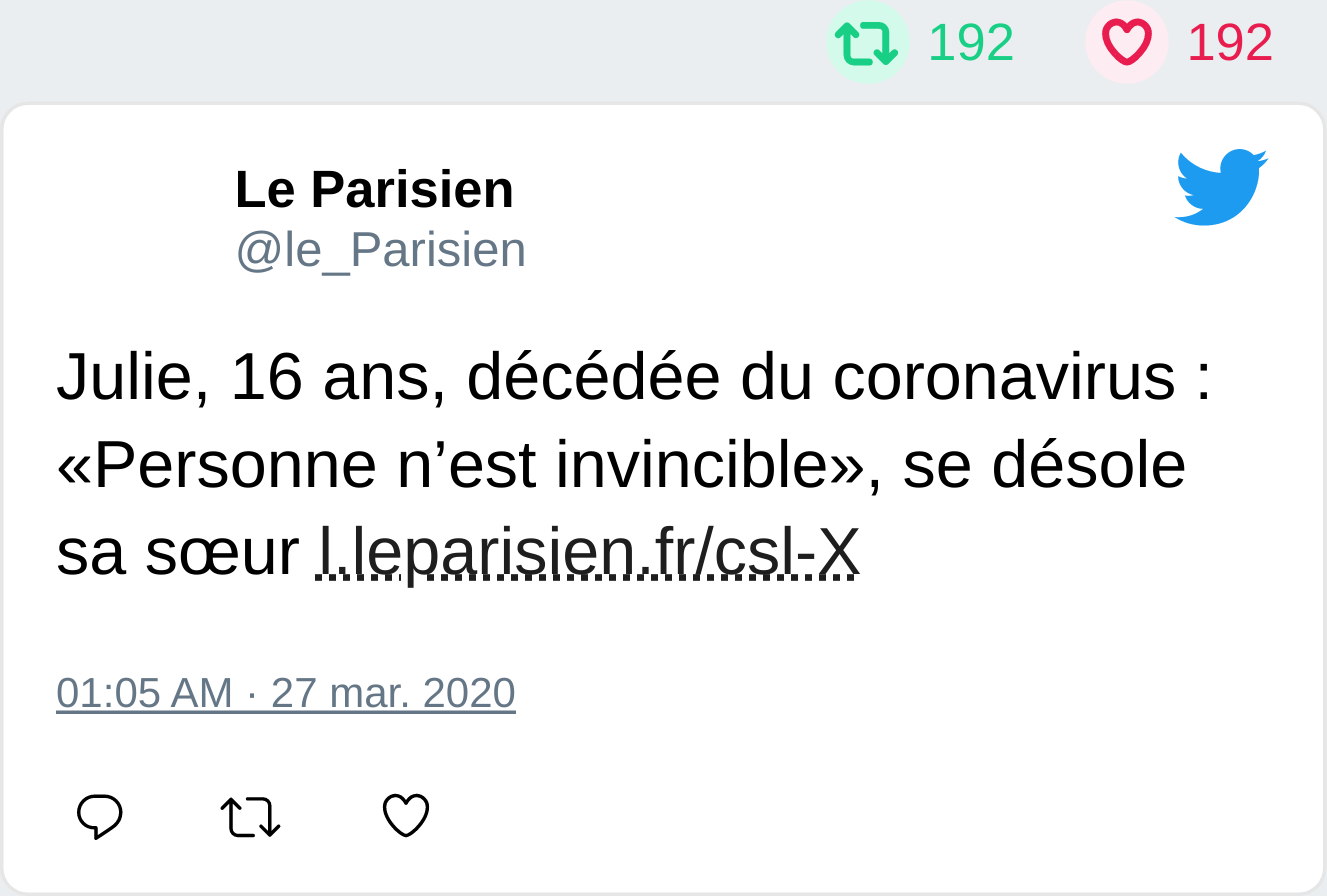 192 192
Le Parisien
@le_Parisien
Julie, 16 ans, décédée du coronavirus :
«Personne n’est invincible», se désole
sa sœur l.leparisien.fr/csl-X
01:05 AM · 27 mar. 2020